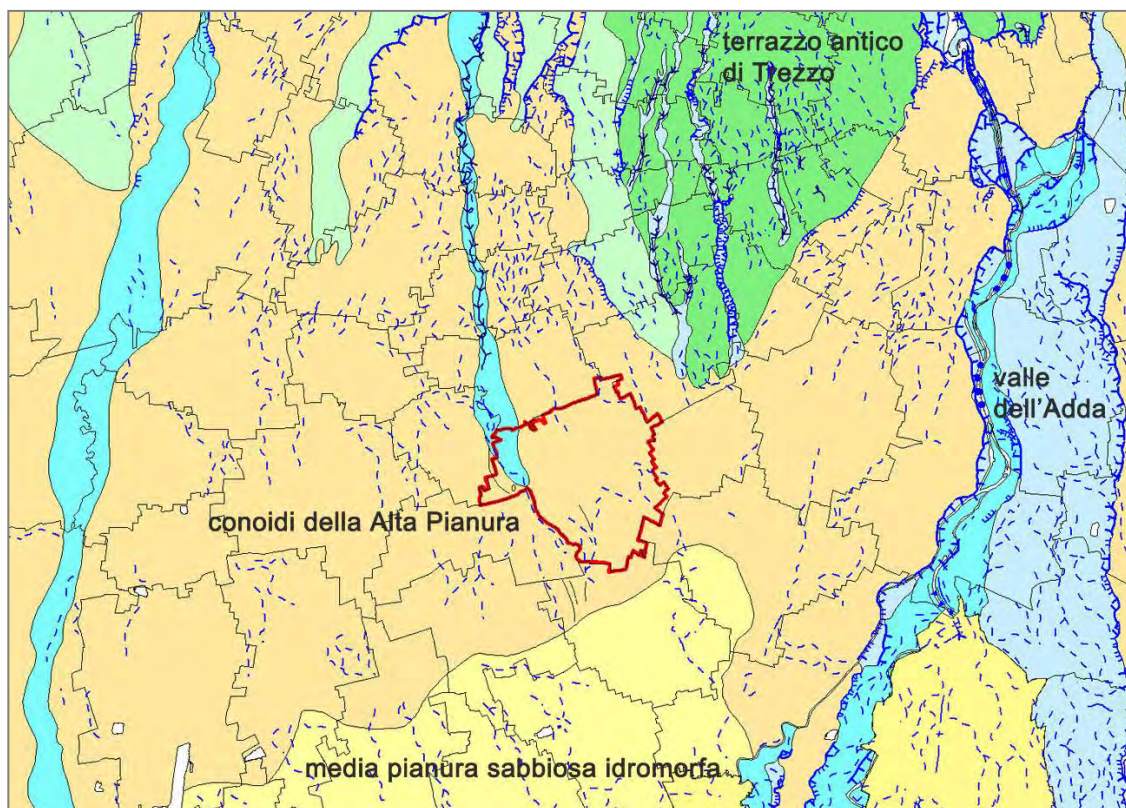 terrazzo antico
di Trezzo
valle
dell'Adda
conoidi della Alta Pianura
media pianura sabbiosa idromorfa